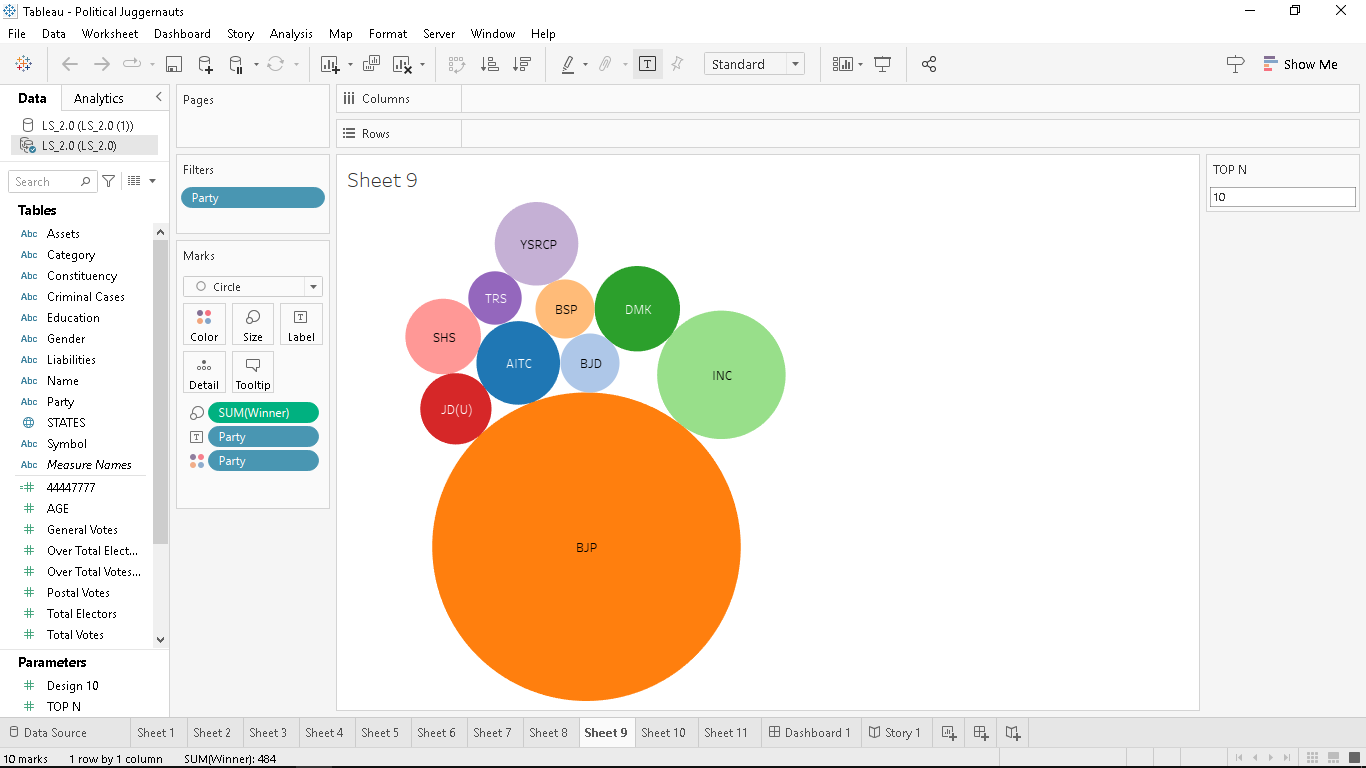 Tableau - Political Juggernauts
File Data Worksheet Dashboard Story Analysis Map Format Server Window Help
Standard
Show Me
Data Analytics
LS_2.0 (LS_2.0 (1))
LS_2.0 (LS_2.0)
Search
Tables
Abc Assets
Abc Category
Abc Constituency
Abc Criminal Cases
Abc Education
Abc Gender
Abc Liabilities
Abc Name
Abc Party
STATES
Abc Symbol
Abc Measure Names
=# 44447777
# AGE
# General Votes
# Over Total Elect...
# Over Total Votes...
# Postal Votes
# Total Electors
# Total Votes
Parameters
# Design 10
# TOP N
Pages
Filters
Party
Marks
Circle
Color Size Label
Detail Tooltip
SUM(Winner)
Party
Party
Columns
Rows
Sheet 9
YSRCP
TRS
BSP
DMK
SHS
AITC
BJD
INC
JD(U)
BJP
TOP N
10
Data Source Sheet 1 Sheet 2 Sheet 3 Sheet 4 Sheet 5 Sheet 6 Sheet 7 Sheet 8 Sheet 9 Sheet 10 Sheet 11 Dashboard 1 Story 1
10 marks 1 row by 1 column SUM(Winner): 484